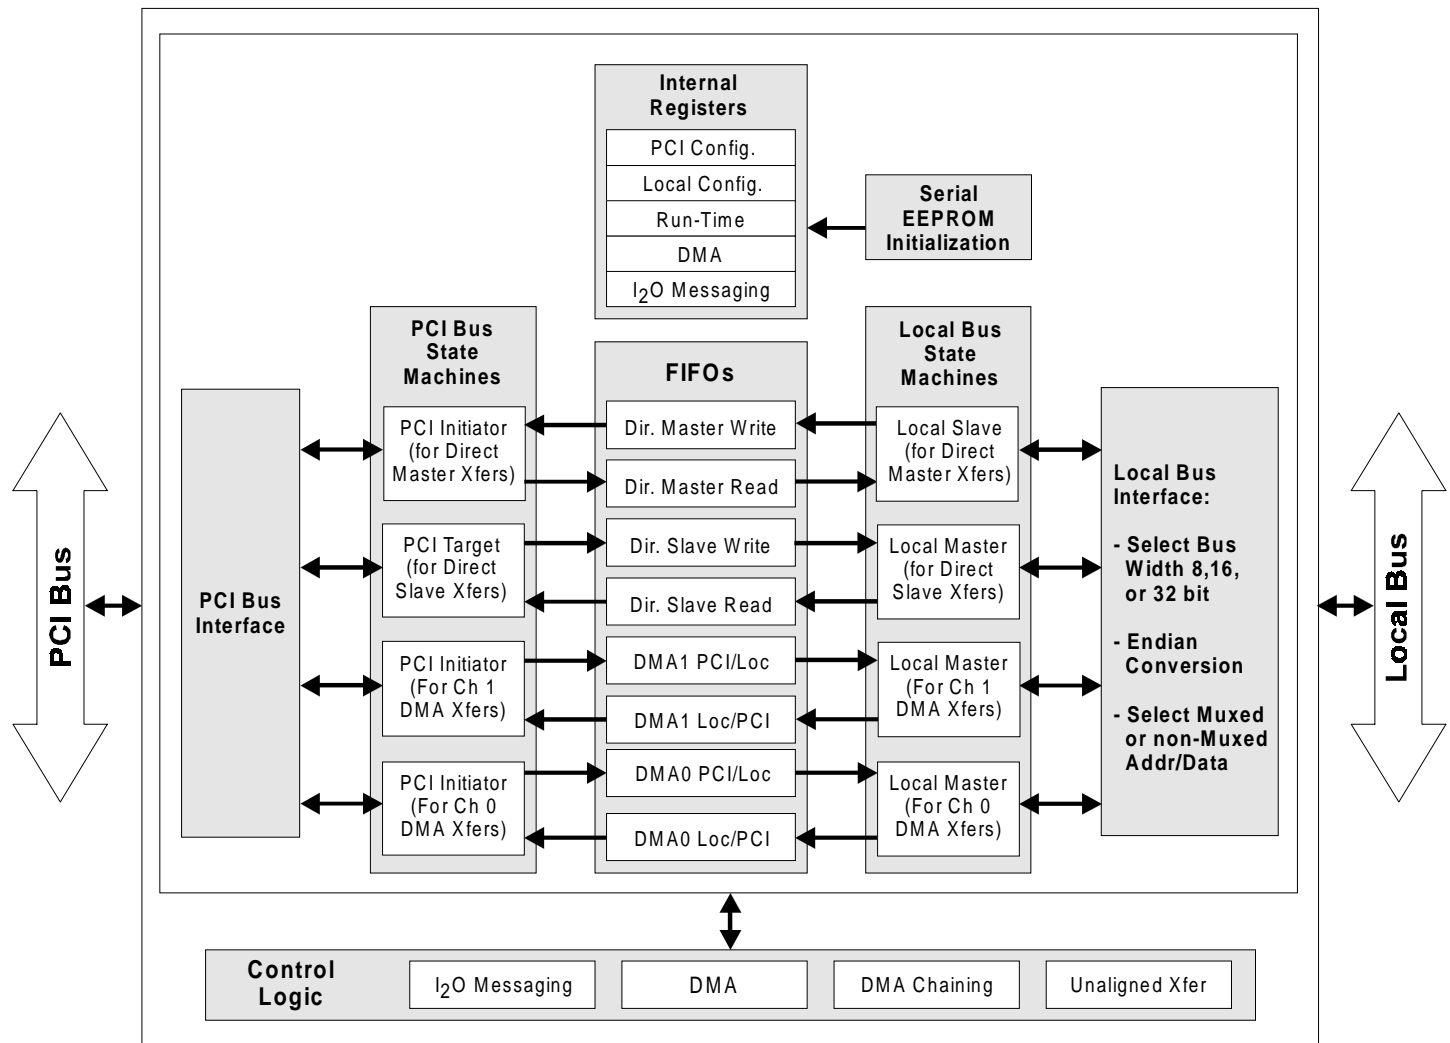 Internal
Registers
PCI Config.
Local Config.
Run-Time
DMA
I2O Messaging
Serial
EEPROM
Initialization
PCI Bus
State
Machines
PCI Initiator
(for Direct
Master Xfers)
PCI Target
(for Direct
Slave Xfers)
PCI Initiator
(For Ch 1
DMA Xfers)
PCI Initiator
(For Ch 0
DMA Xfers)
FIFOs
Dir. Master Write
Dir. Master Read
Dir. Slave Write
Dir. Slave Read
DMA1 PCI/Loc
DMA1 Loc/PCI
DMA0 PCI/Loc
DMA0 Loc/PCI
Local Bus
State
Machines
Local Slave
(for Direct
Master Xfers)
Local Master
(for Direct
Slave Xfers)
Local Master
(For Ch 1
DMA Xfers)
Local Master
(For Ch 0
DMA Xfers)
PCI Bus
PCI Bus
Interface
Local Bus
Interface:
- Select Bus
Width 8,16,
or 32 bit
- Endian
Conversion
- Select Muxed
or non-Muxed
Addr/Data
Local Bus
Control
Logic
I2O Messaging
DMA
DMA Chaining
Unaligned Xfer